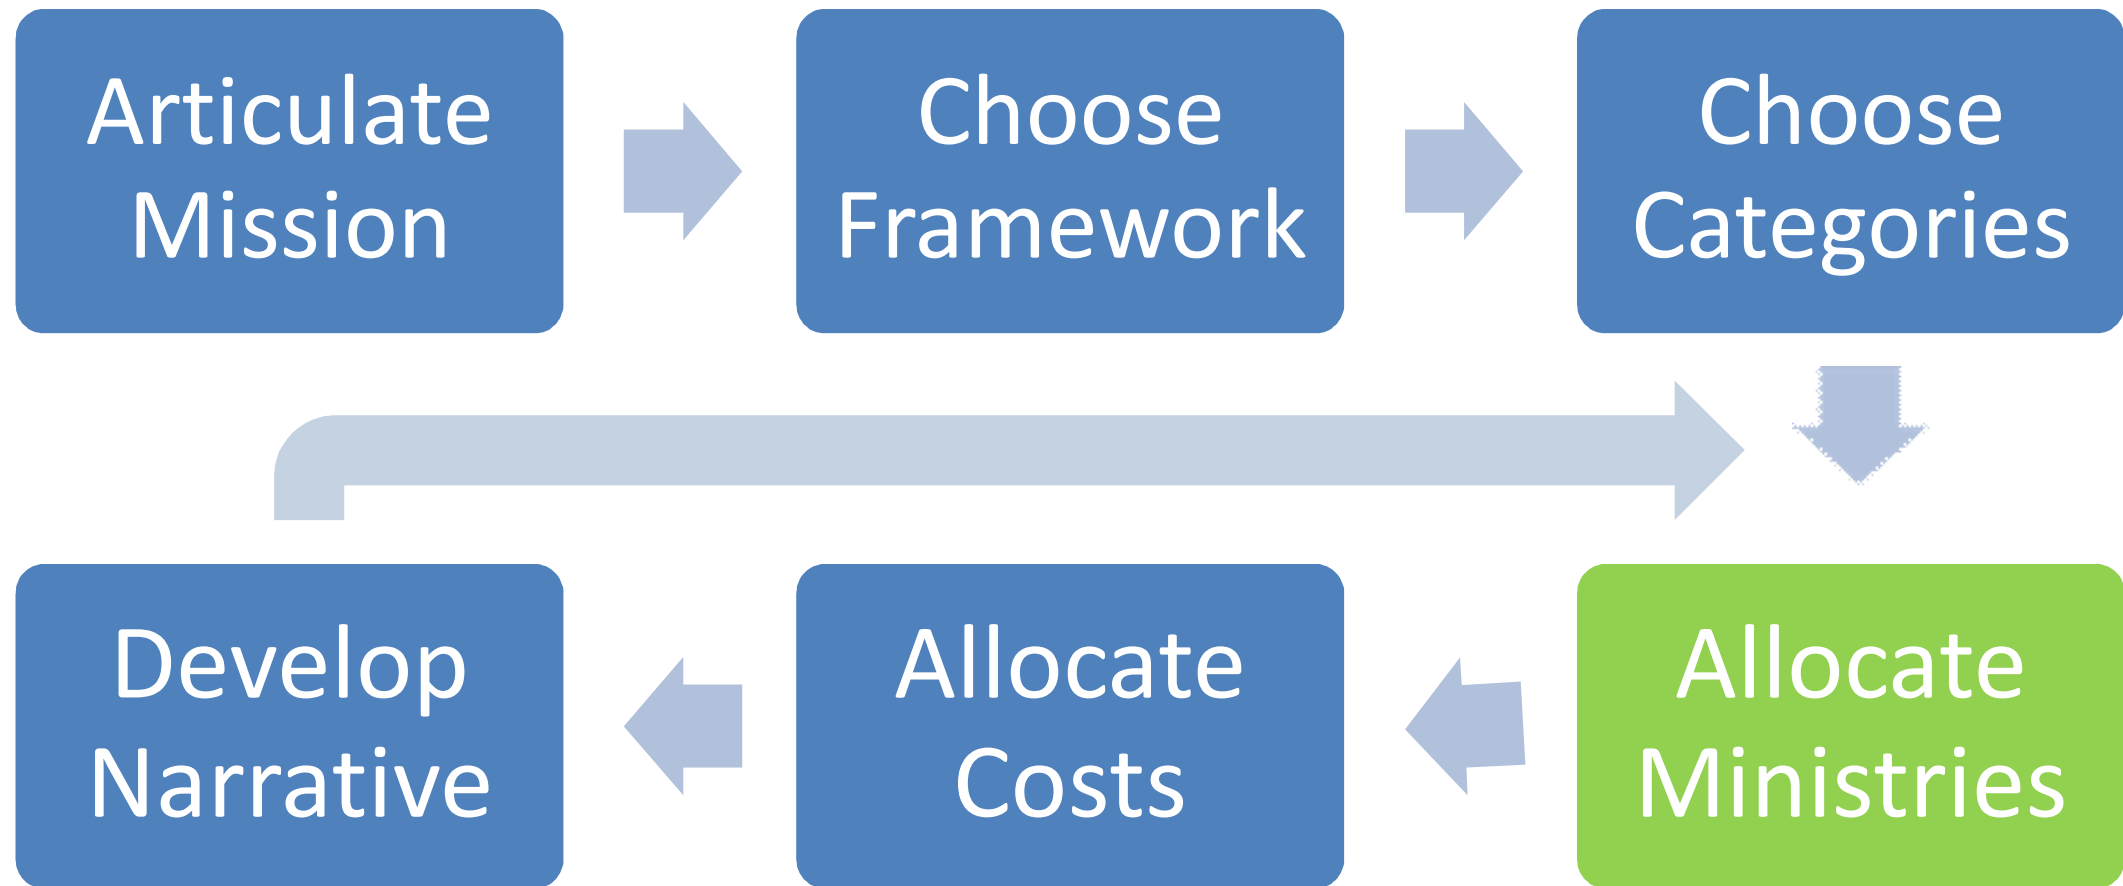 Articulate
Mission
Choose
Framework
Choose
Categories
Develop
Narrative
Allocate
Costs
Allocate
Ministries